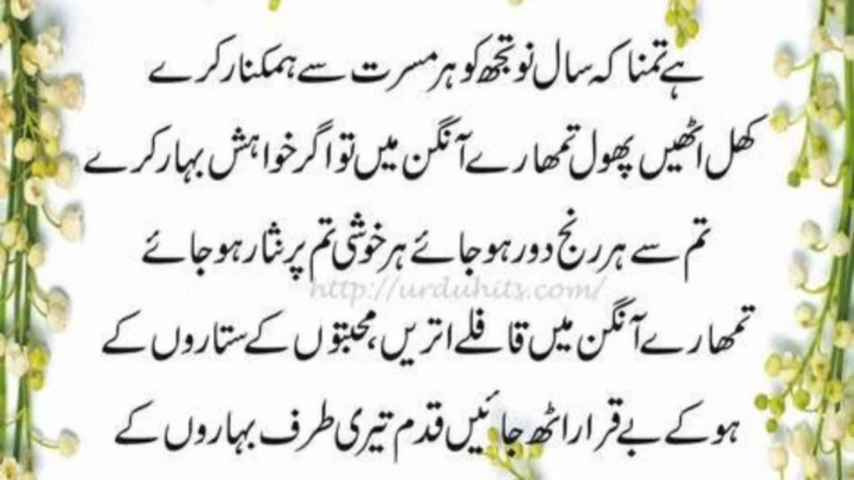 ہے تمنا کہ سال نو تجھ کو ہر مسرت سے ہمکنار کرے
کھل اٹھیں پھول تمھارے آنگن میں تو اگر خواہش بہار کرے
تم سے ہر رنج دور ہو جائے ہر خوشی تم پر نثار ہو جائے
http://urduhits.com/
تمھارے آنگن میں قافلے اتریں، محبتوں کے ستاروں کے
ہو کے بے قرار اٹھ جائیں قدم تیری طرف بہاروں کے